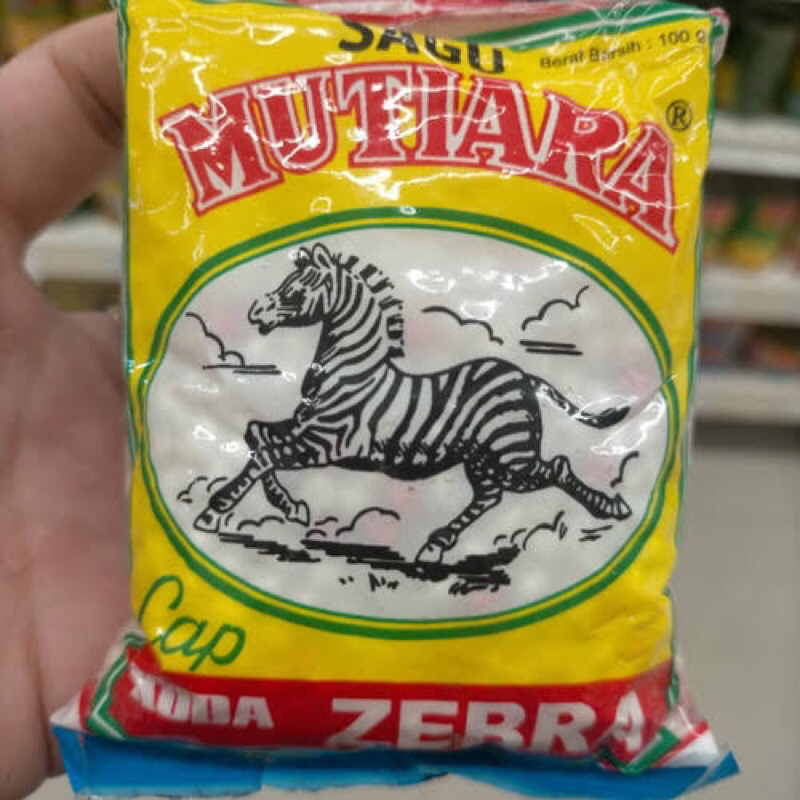 SAGU
Berat Bersih : 100 g
MUTIARA®
Cap
KUDA ZEBRA